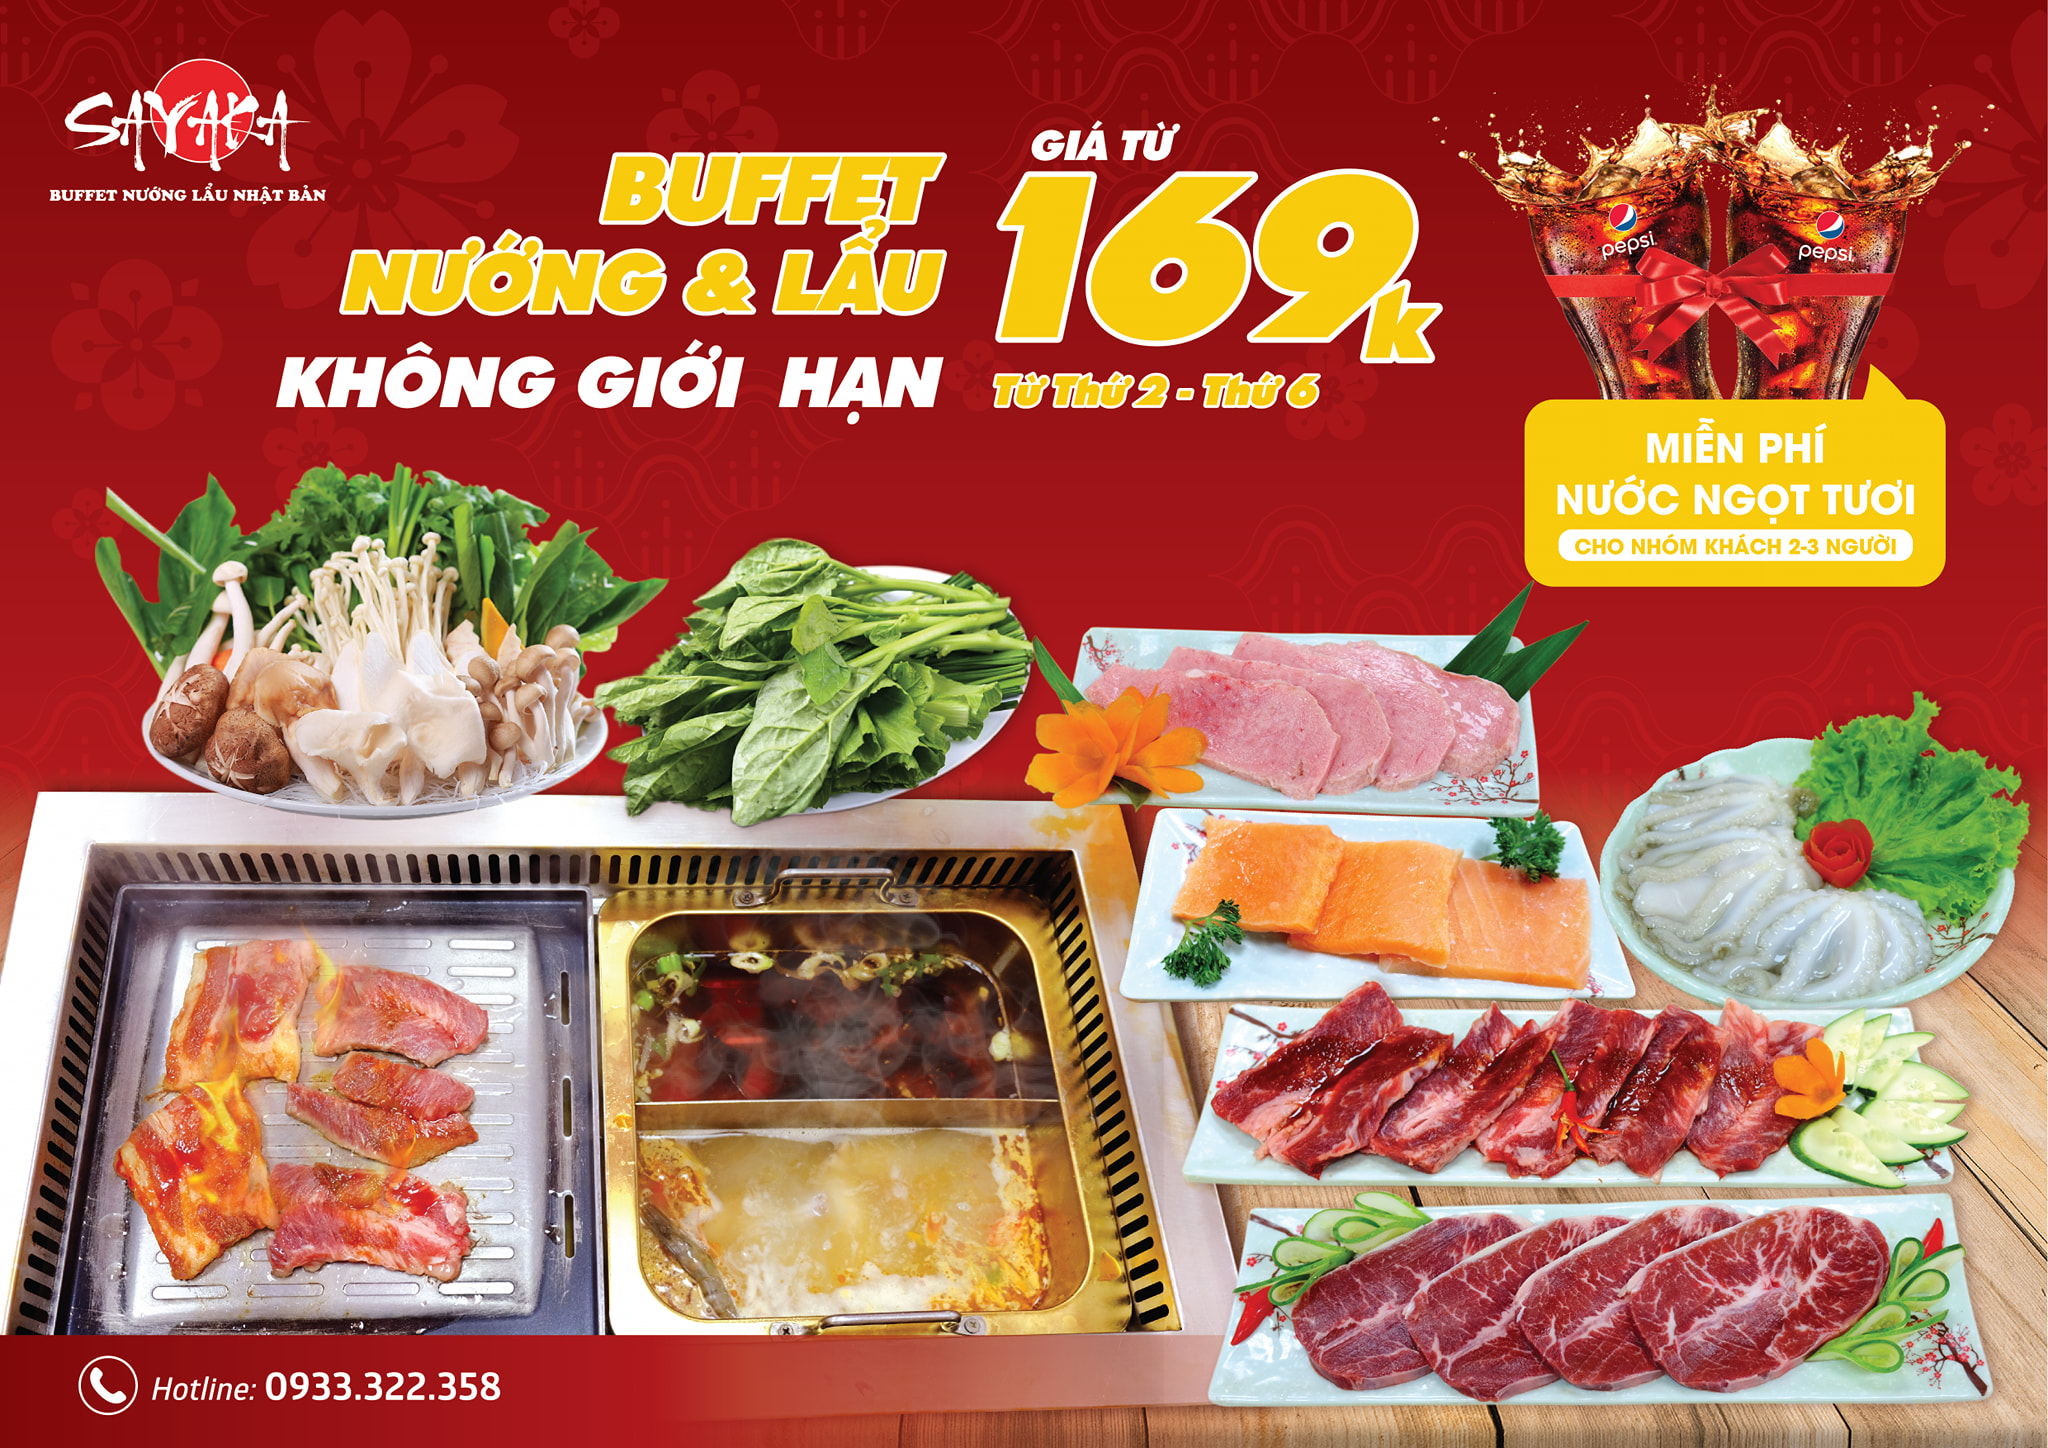 SAYAKA
BUFFET NƯỚNG LẨU NHẬT BẢN
BUFFET
NƯỚNG & LẨU
KHÔNG GIỚI HẠN
GIÁ TỪ
169k
Từ Thứ 2 - Thứ 6
pepsi
pepsi
MIỄN PHÍ
NƯỚC NGỌT TƯƠI
CHO NHÓM KHÁCH 2-3 NGƯỜI
Hotline: 0933.322.358